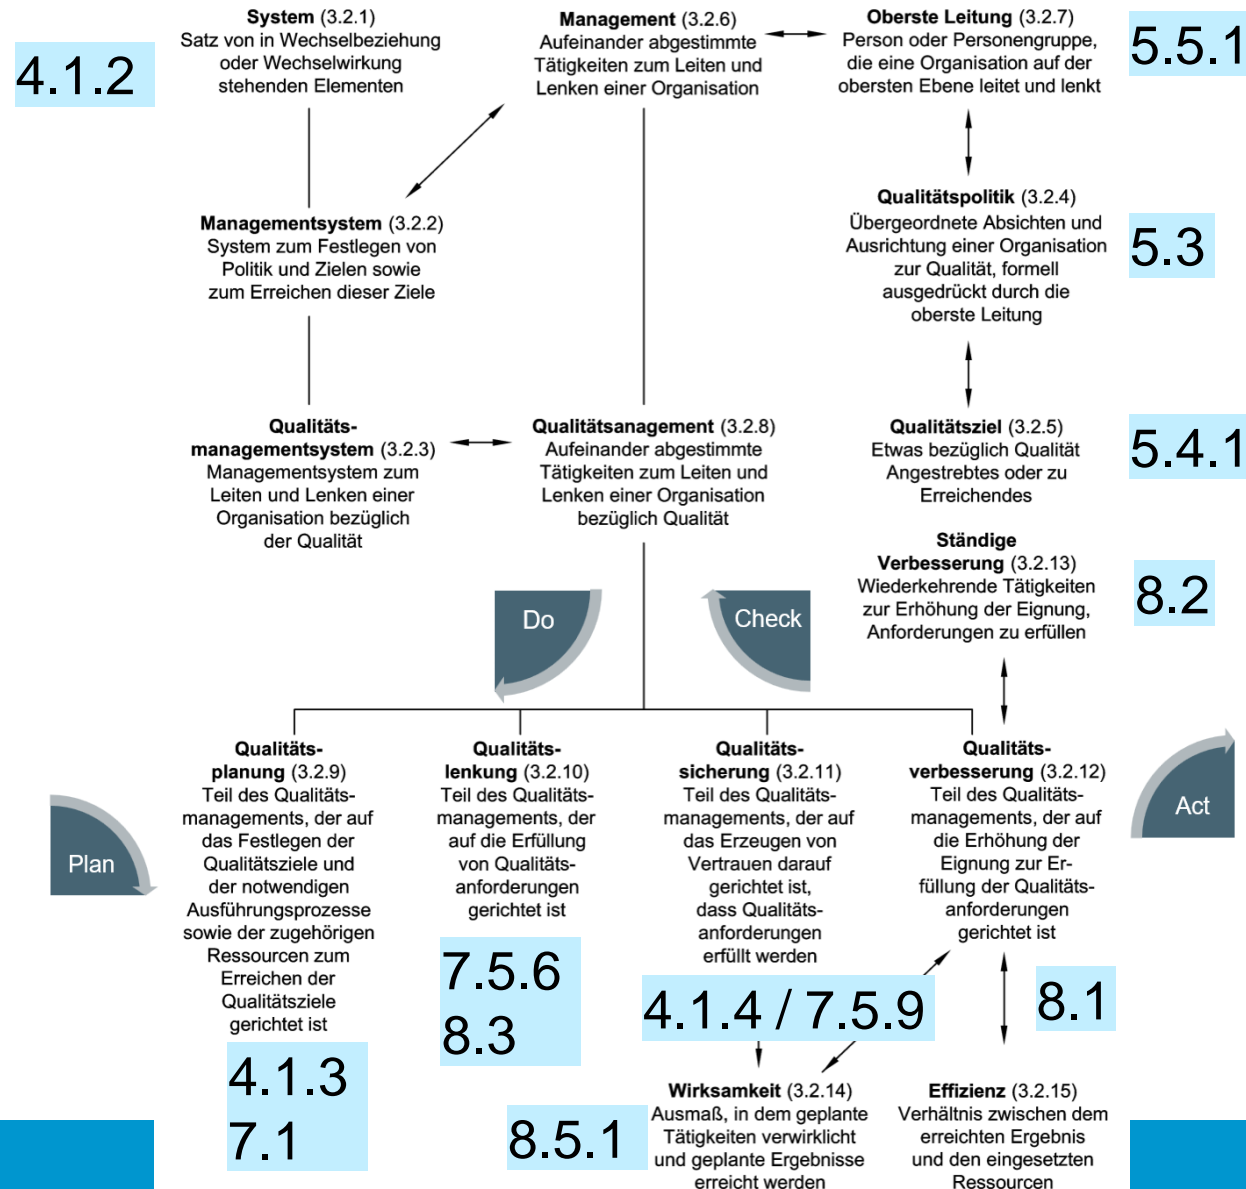 System (3.2.1)
Satz von in Wechselbeziehung
oder Wechselwirkung
stehenden Elementen
4.1.2
Management (3.2.6)
Aufeinander abgestimmte
Tätigkeiten zum Leiten und
Lenken einer Organisation
Oberste Leitung (3.2.7)
Person oder Personengruppe,
die eine Organisation auf der
obersten Ebene leitet und lenkt
5.5.1
Managementsystem (3.2.2)
System zum Festlegen von
Politik und Zielen sowie
zum Erreichen dieser Ziele
Qualitätspolitik (3.2.4)
Übergeordnete Absichten und
Ausrichtung einer Organisation
zur Qualität, formell
ausgedrückt durch die
oberste Leitung
5.3
Qualitäts-
managementsystem (3.2.3)
Managementsystem zum
Leiten und Lenken einer
Organisation bezüglich
der Qualität
Qualitätsanagement (3.2.8)
Aufeinander abgestimmte
Tätigkeiten zum Leiten und
Lenken einer Organisation
bezüglich Qualität
Qualitätsziel (3.2.5)
Etwas bezüglich Qualität
Angestrebtes oder zu
Erreichendes
5.4.1
Ständige
Verbesserung (3.2.13)
Wiederkehrende Tätigkeiten
zur Erhöhung der Eignung,
Anforderungen zu erfüllen
8.2
Do
Check
Plan
Qualitäts-
planung (3.2.9)
Teil des Qualitäts-
managements, der auf
das Festlegen der
Qualitätsziele und
der notwendigen
Ausführungsprozesse
sowie der zugehörigen
Ressourcen zum
Erreichen der
Qualitätsziele
gerichtet ist
4.1.3
7.1
Qualitäts-
lenkung (3.2.10)
Teil des Qualitäts-
managements, der
auf die Erfüllung
von Qualitäts-
anforderungen
gerichtet ist
7.5.6
8.3
Qualitäts-
sicherung (3.2.11)
Teil des Qualitäts-
managements, der auf
das Erzeugen von
Vertrauen darauf
gerichtet ist,
dass Qualitäts-
anforderungen
erfüllt werden
4.1.4 / 7.5.9
Qualitäts-
verbesserung (3.2.12)
Teil des Qualitäts-
managements, der auf
die Erhöhung der
Eignung zur Er-
füllung der Qualitäts-
anforderungen
gerichtet ist
Act
8.1
8.5.1
Wirksamkeit (3.2.14)
Ausmaß, in dem geplante
Tätigkeiten verwirklicht
und geplante Ergebnisse
erreicht werden
Effizienz (3.2.15)
Verhältnis zwischen dem
erreichten Ergebnis
und den eingesetzten
Ressourcen